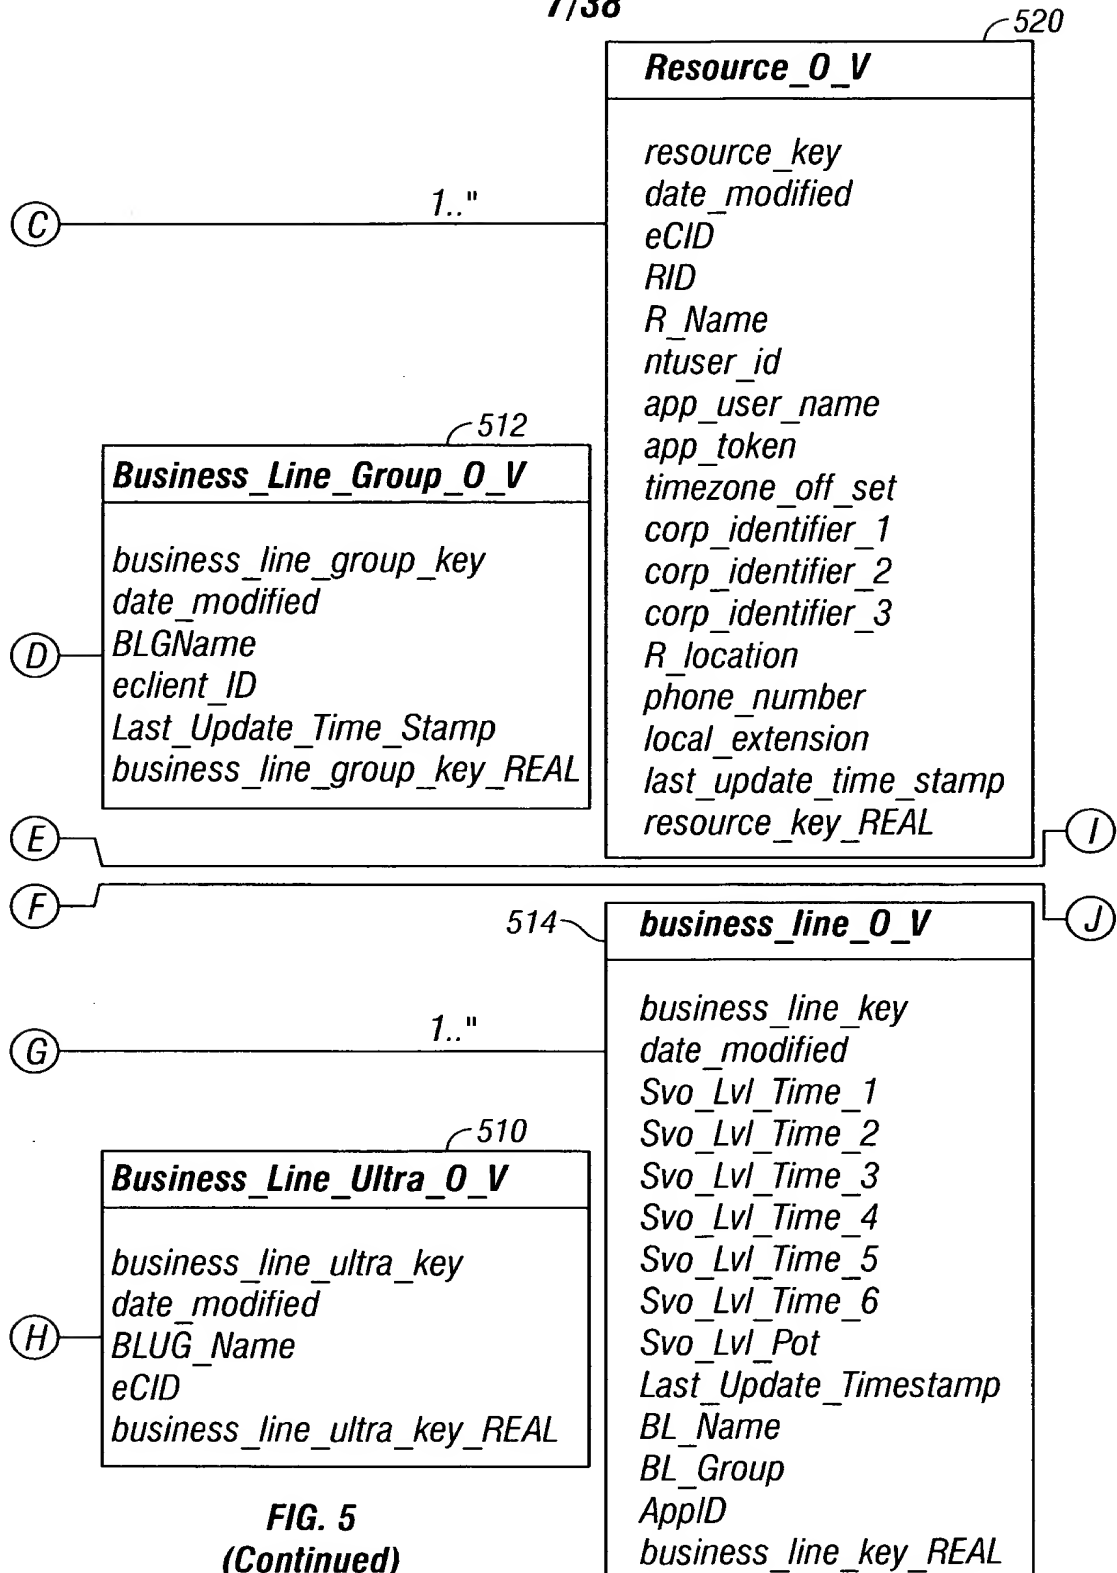 7/38
520
Resource_O_V
resource_key
date_modified
eCID
RID
R_Name
ntuser_id
app_user_name
app_token
timezone_off_set
corp_identifier_1
corp_identifier_2
corp_identifier_3
R_location
phone_number
local_extension
last_update_time_stamp
resource_key_REAL
C
1.."
512
Business_Line_Group_O_V
business_line_group_key
date_modified
BLGName
eclient_ID
Last_Update_Time_Stamp
business_line_group_key_REAL
D
E
I
F
J
514
business_line_O_V
business_line_key
date_modified
Svo_Lvl_Time_1
Svo_Lvl_Time_2
Svo_Lvl_Time_3
Svo_Lvl_Time_4
Svo_Lvl_Time_5
Svo_Lvl_Time_6
Svo_Lvl_Pot
Last_Update_Timestamp
BL_Name
BL_Group
AppID
business_line_key_REAL
G
1.."
510
Business_Line_Ultra_O_V
business_line_ultra_key
date_modified
BLUG_Name
eCID
business_line_ultra_key_REAL
H
FIG. 5
(Continued)